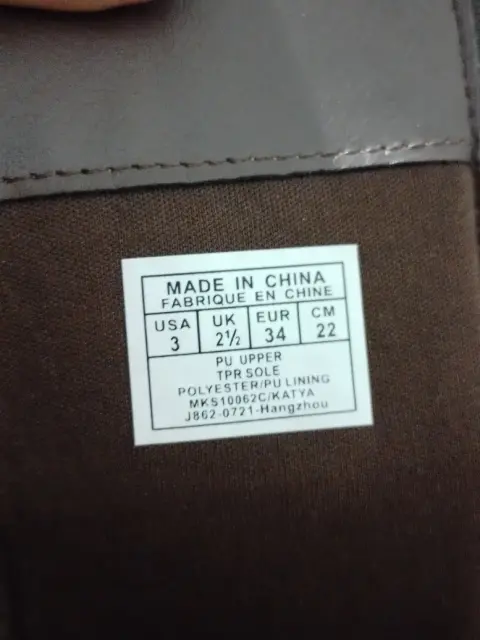 MADE IN CHINA
FABRIQUE EN CHINE
USA UK EUR CM
3 2½ 34 22
PU UPPER
TPR SOLE
POLYESTER/PU LINING
MKS10062C/KATYA
J862-0721-Hangzhou